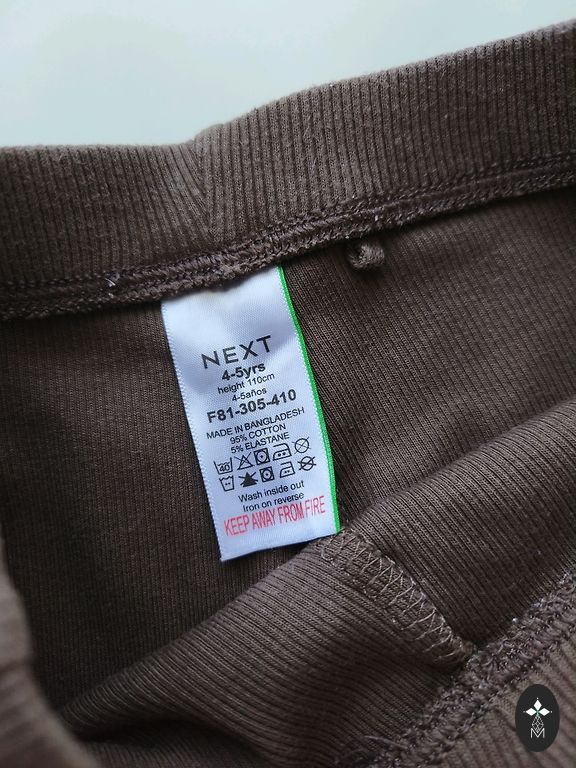 NEXT
4-5yrs
height 110cm
4-5años
F81-305-410
MADE IN BANGLADESH
95% COTTON
5% ELASTANE
40
Wash inside out
Iron on reverse
KEEP AWAY FROM FIRE
M